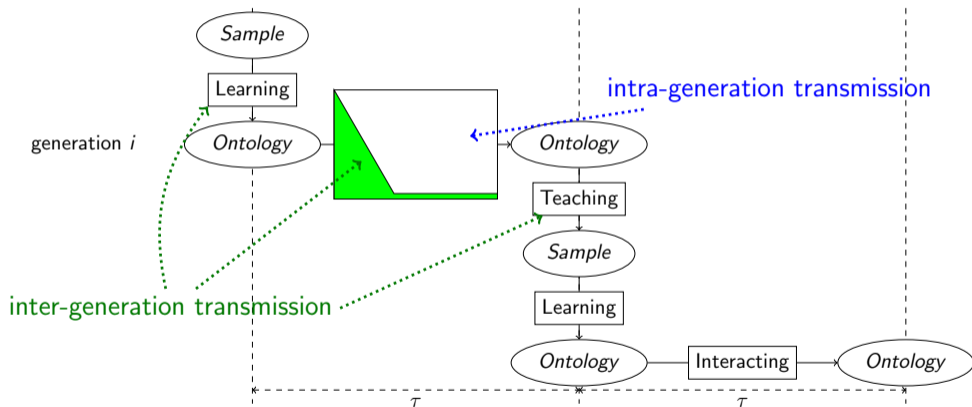 Sample
Learning
intra-generation transmission
generation i
Ontology
Ontology
Teaching
Sample
inter-generation transmission
Learning
Ontology
Interacting
Ontology
τ
τ